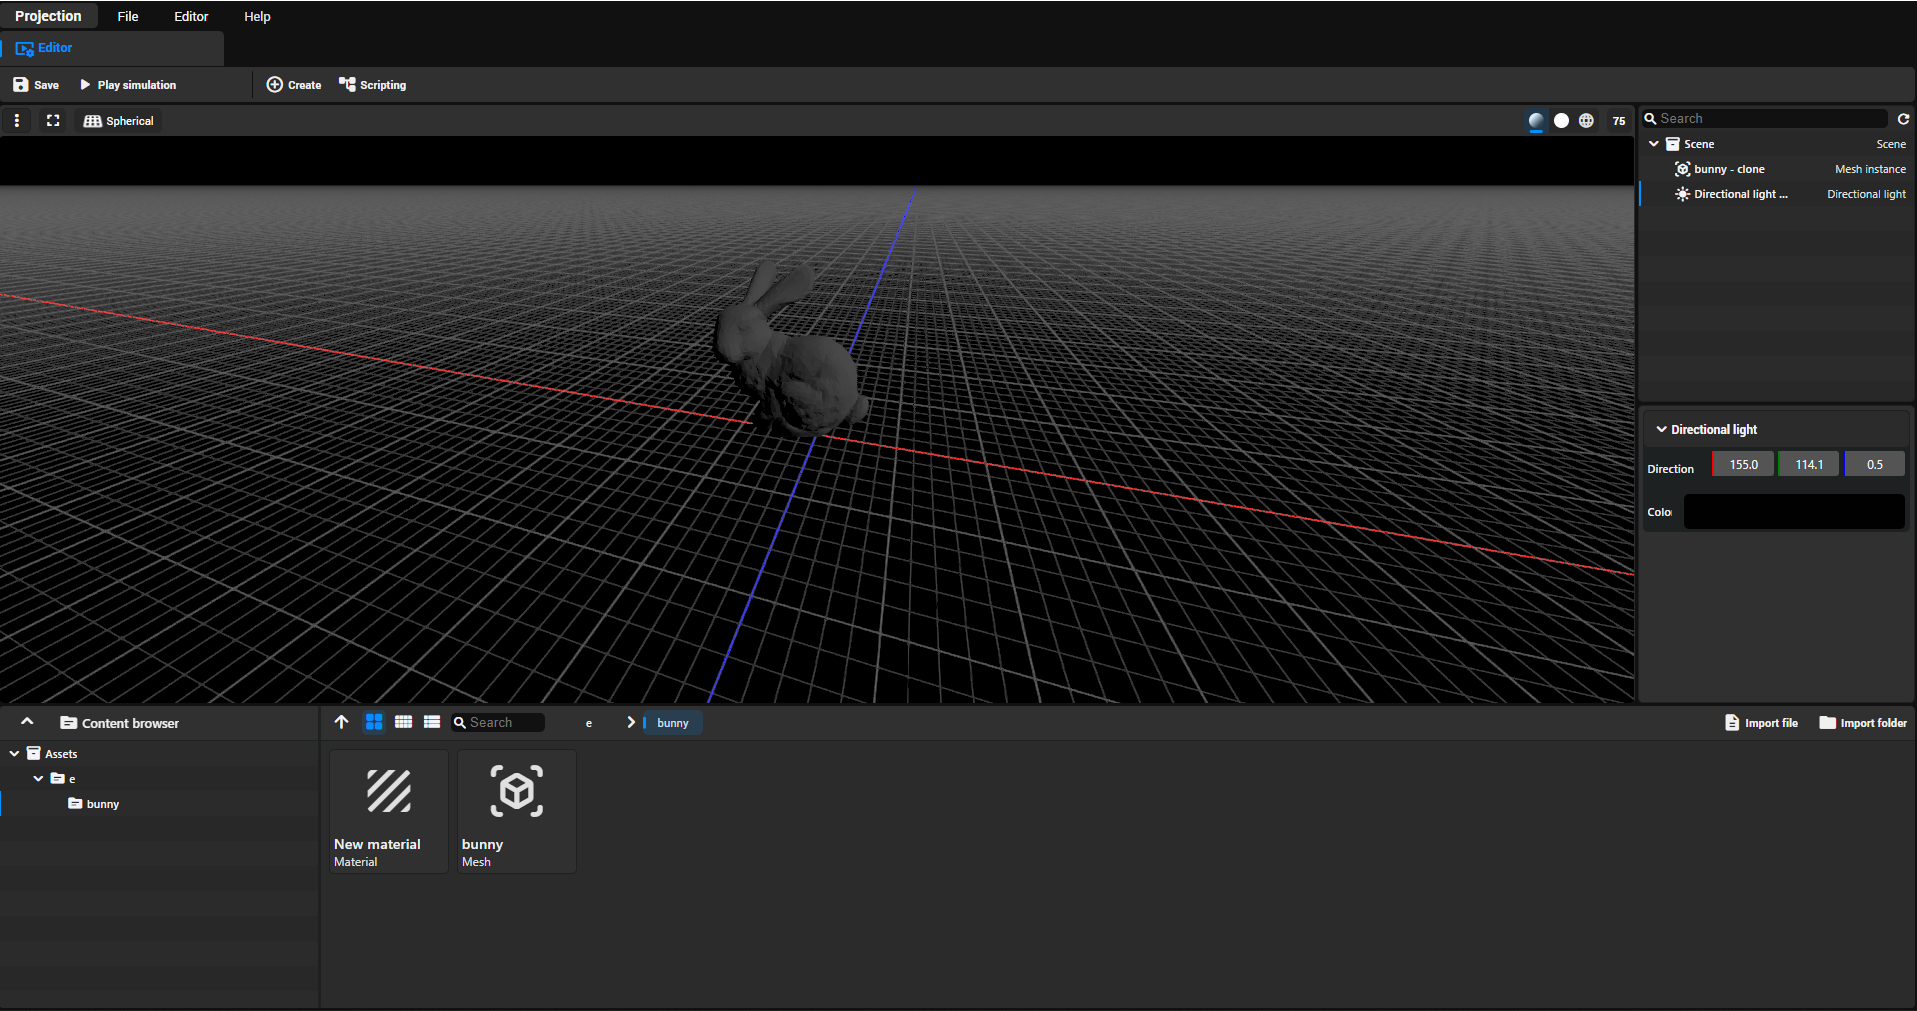 Projection File Editor Help
Editor
Save Play simulation Create Scripting
Spherical 75
Search
Scene Scene
bunny - clone Mesh instance
Directional light ... Directional light
Directional light
Direction 155.0 114.1 0.5
Colo
Content browser
Assets
e
bunny
Search e bunny Import file Import folder
New material
Material
bunny
Mesh